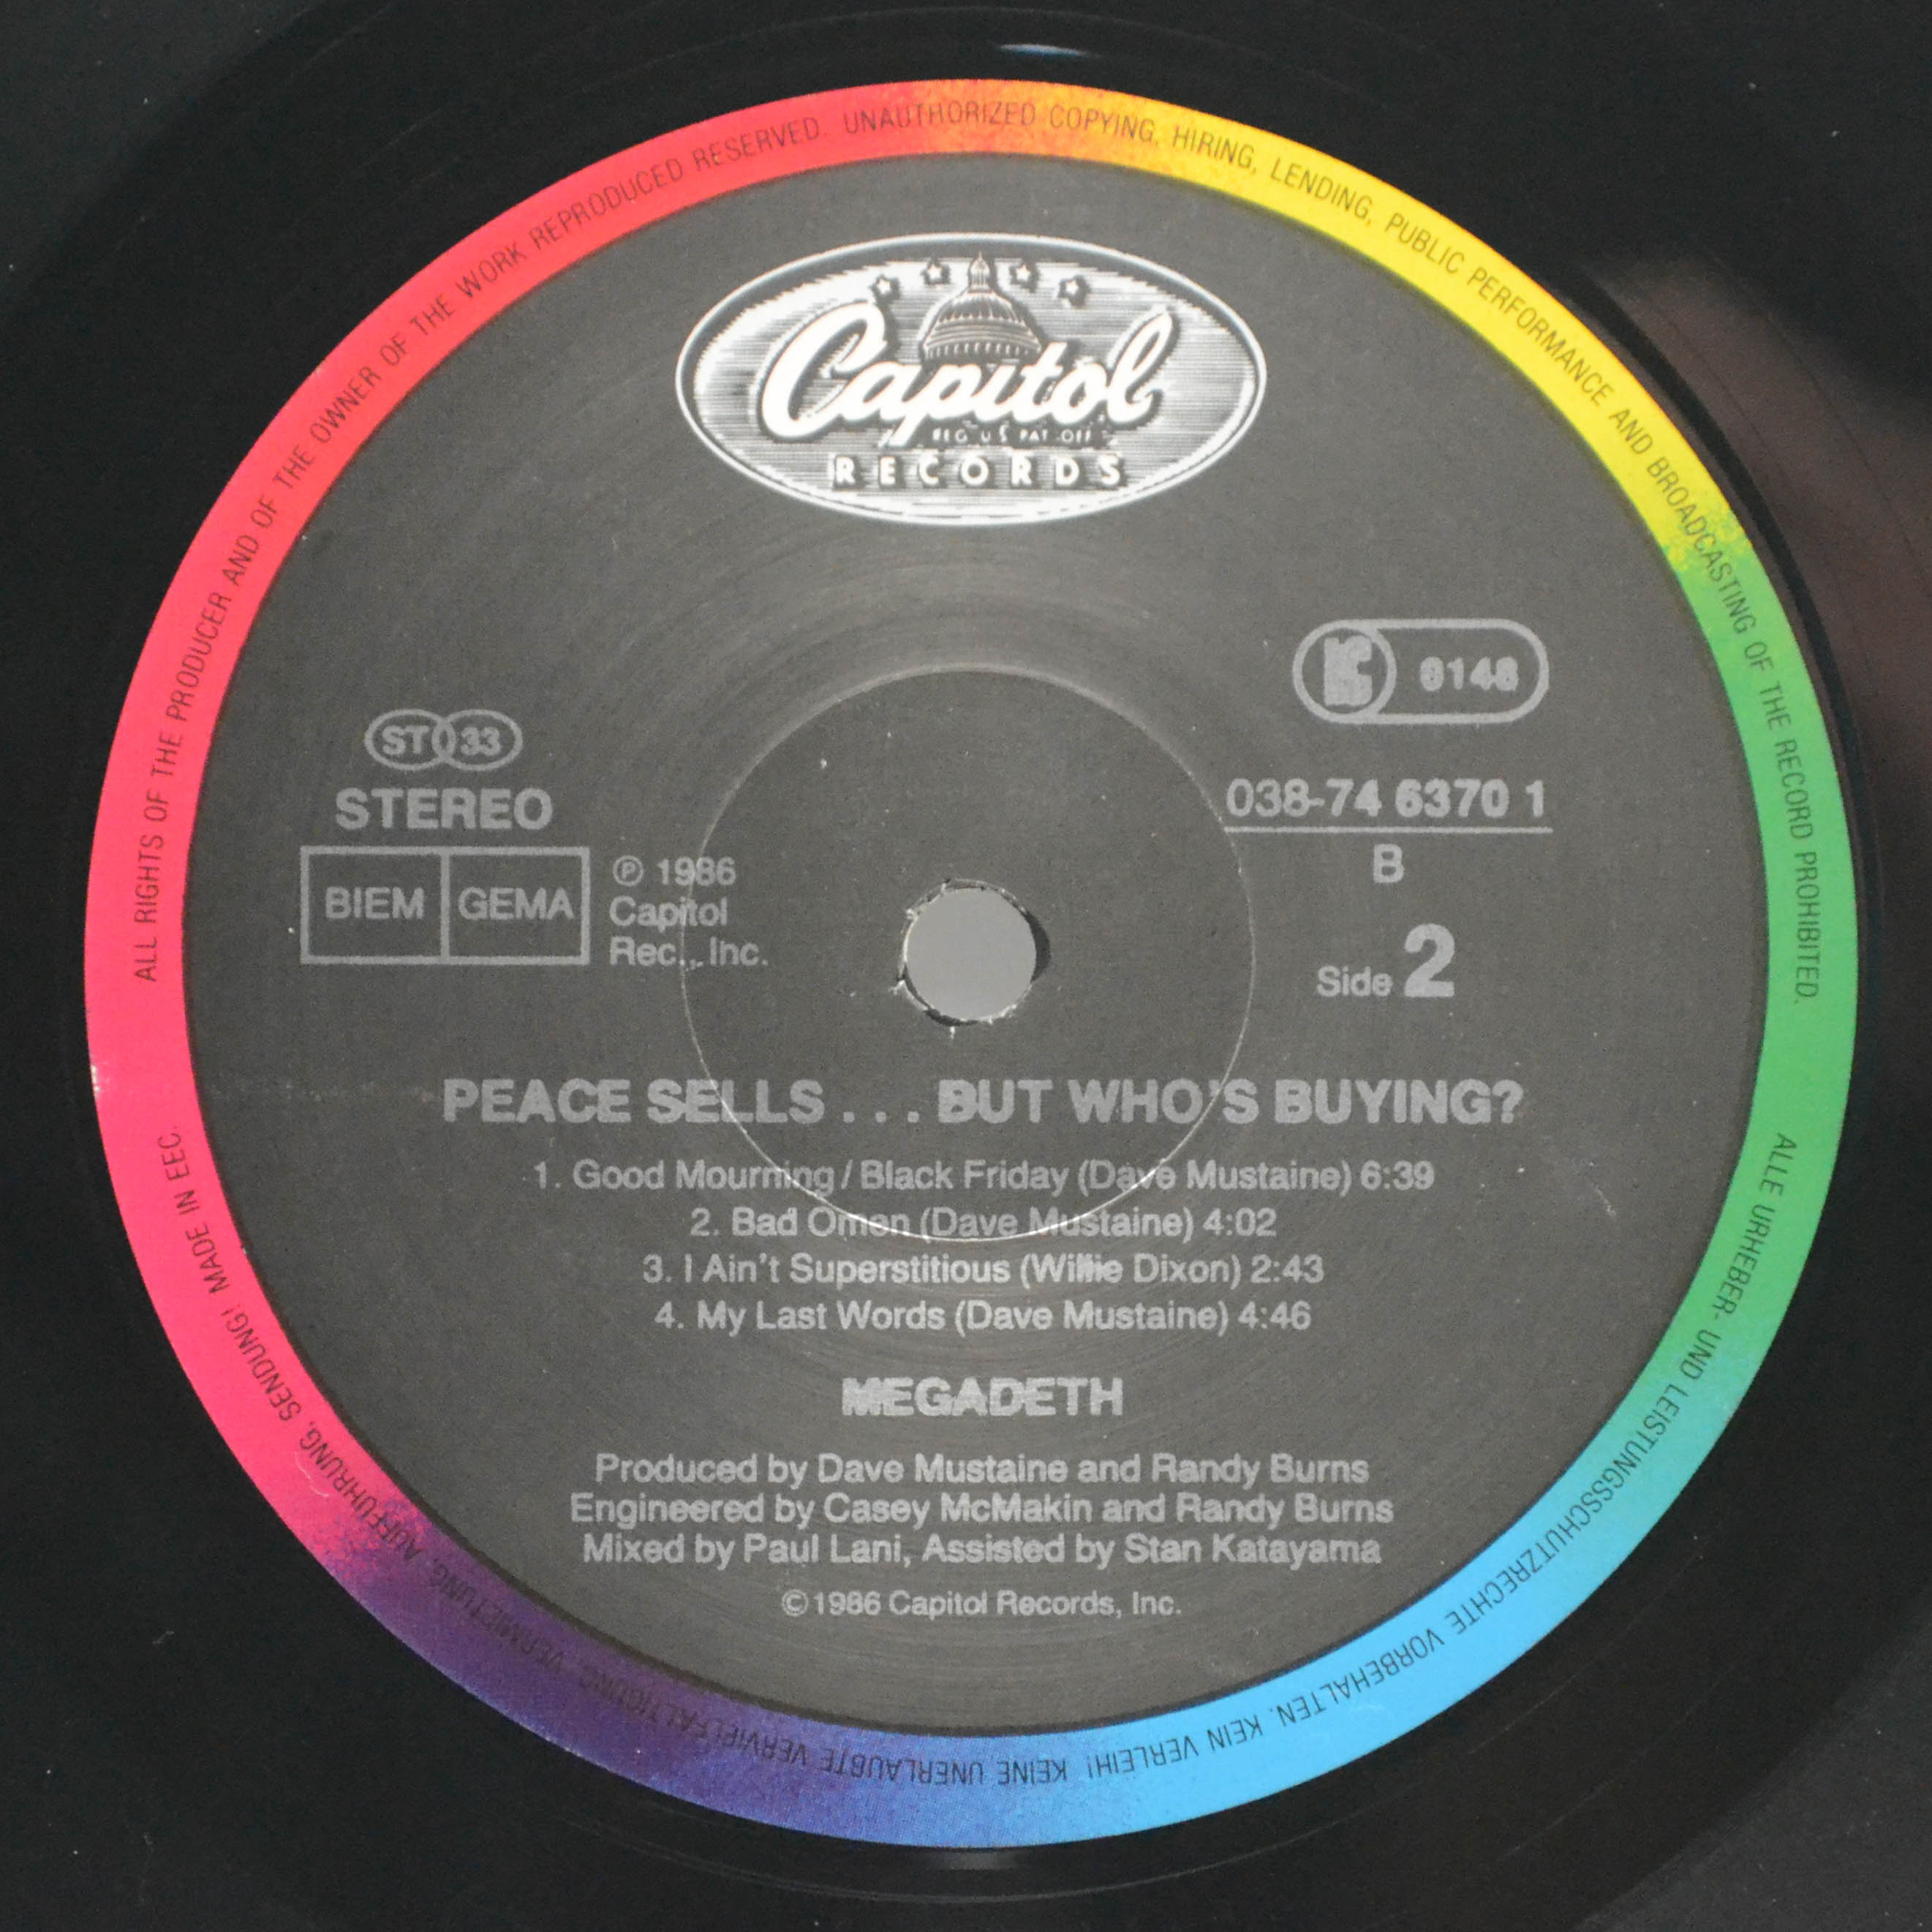 ALL RIGHTS OF THE PRODUCER AND OF THE OWNER OF THE WORK REPRODUCED RESERVED. UNAUTHORIZED COPYING, HIRING, LENDING, PUBLIC PERFORMANCE AND BROADCASTING OF THE RECORD PROHIBITED.
Capitol
REG. U.S. PAT. OFF.
RECORDS
0148
ST 33
STEREO
BIEM GEMA
℗ 1986
Capitol
Rec., Inc.
038-74 6370 1
B
Side 2
PEACE SELLS . . . BUT WHO'S BUYING?
1. Good Mourning / Black Friday (Dave Mustaine) 6:39
2. Bad Omen (Dave Mustaine) 4:02
3. I Ain't Superstitious (Willie Dixon) 2:43
4. My Last Words (Dave Mustaine) 4:46
MEGADETH
Produced by Dave Mustaine and Randy Burns
Engineered by Casey McMakin and Randy Burns
Mixed by Paul Lani, Assisted by Stan Katayama
© 1986 Capitol Records, Inc.
ALLE URHEBER- UND LEISTUNGSSCHUTZRECHTE VORBEHALTEN. KEIN VERLEIH! KEINE UNERLAUBTE VERVIELFÄLTIGUNG, VERMIETUNG, AUFFÜHRUNG, SENDUNG! MADE IN EEC.